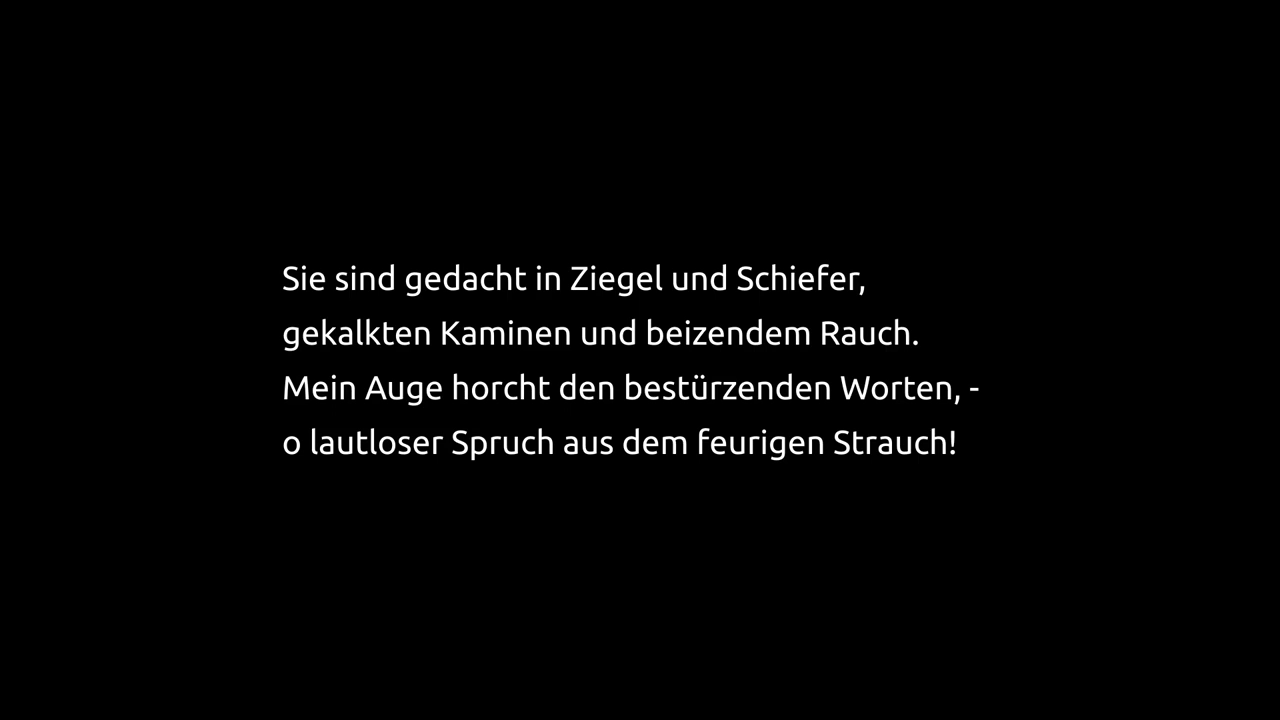 Sie sind gedacht in Ziegel und Schiefer,
gekalkten Kaminen und beizendem Rauch.
Mein Auge horcht den bestürzenden Worten, -
o lautloser Spruch aus dem feurigen Strauch!